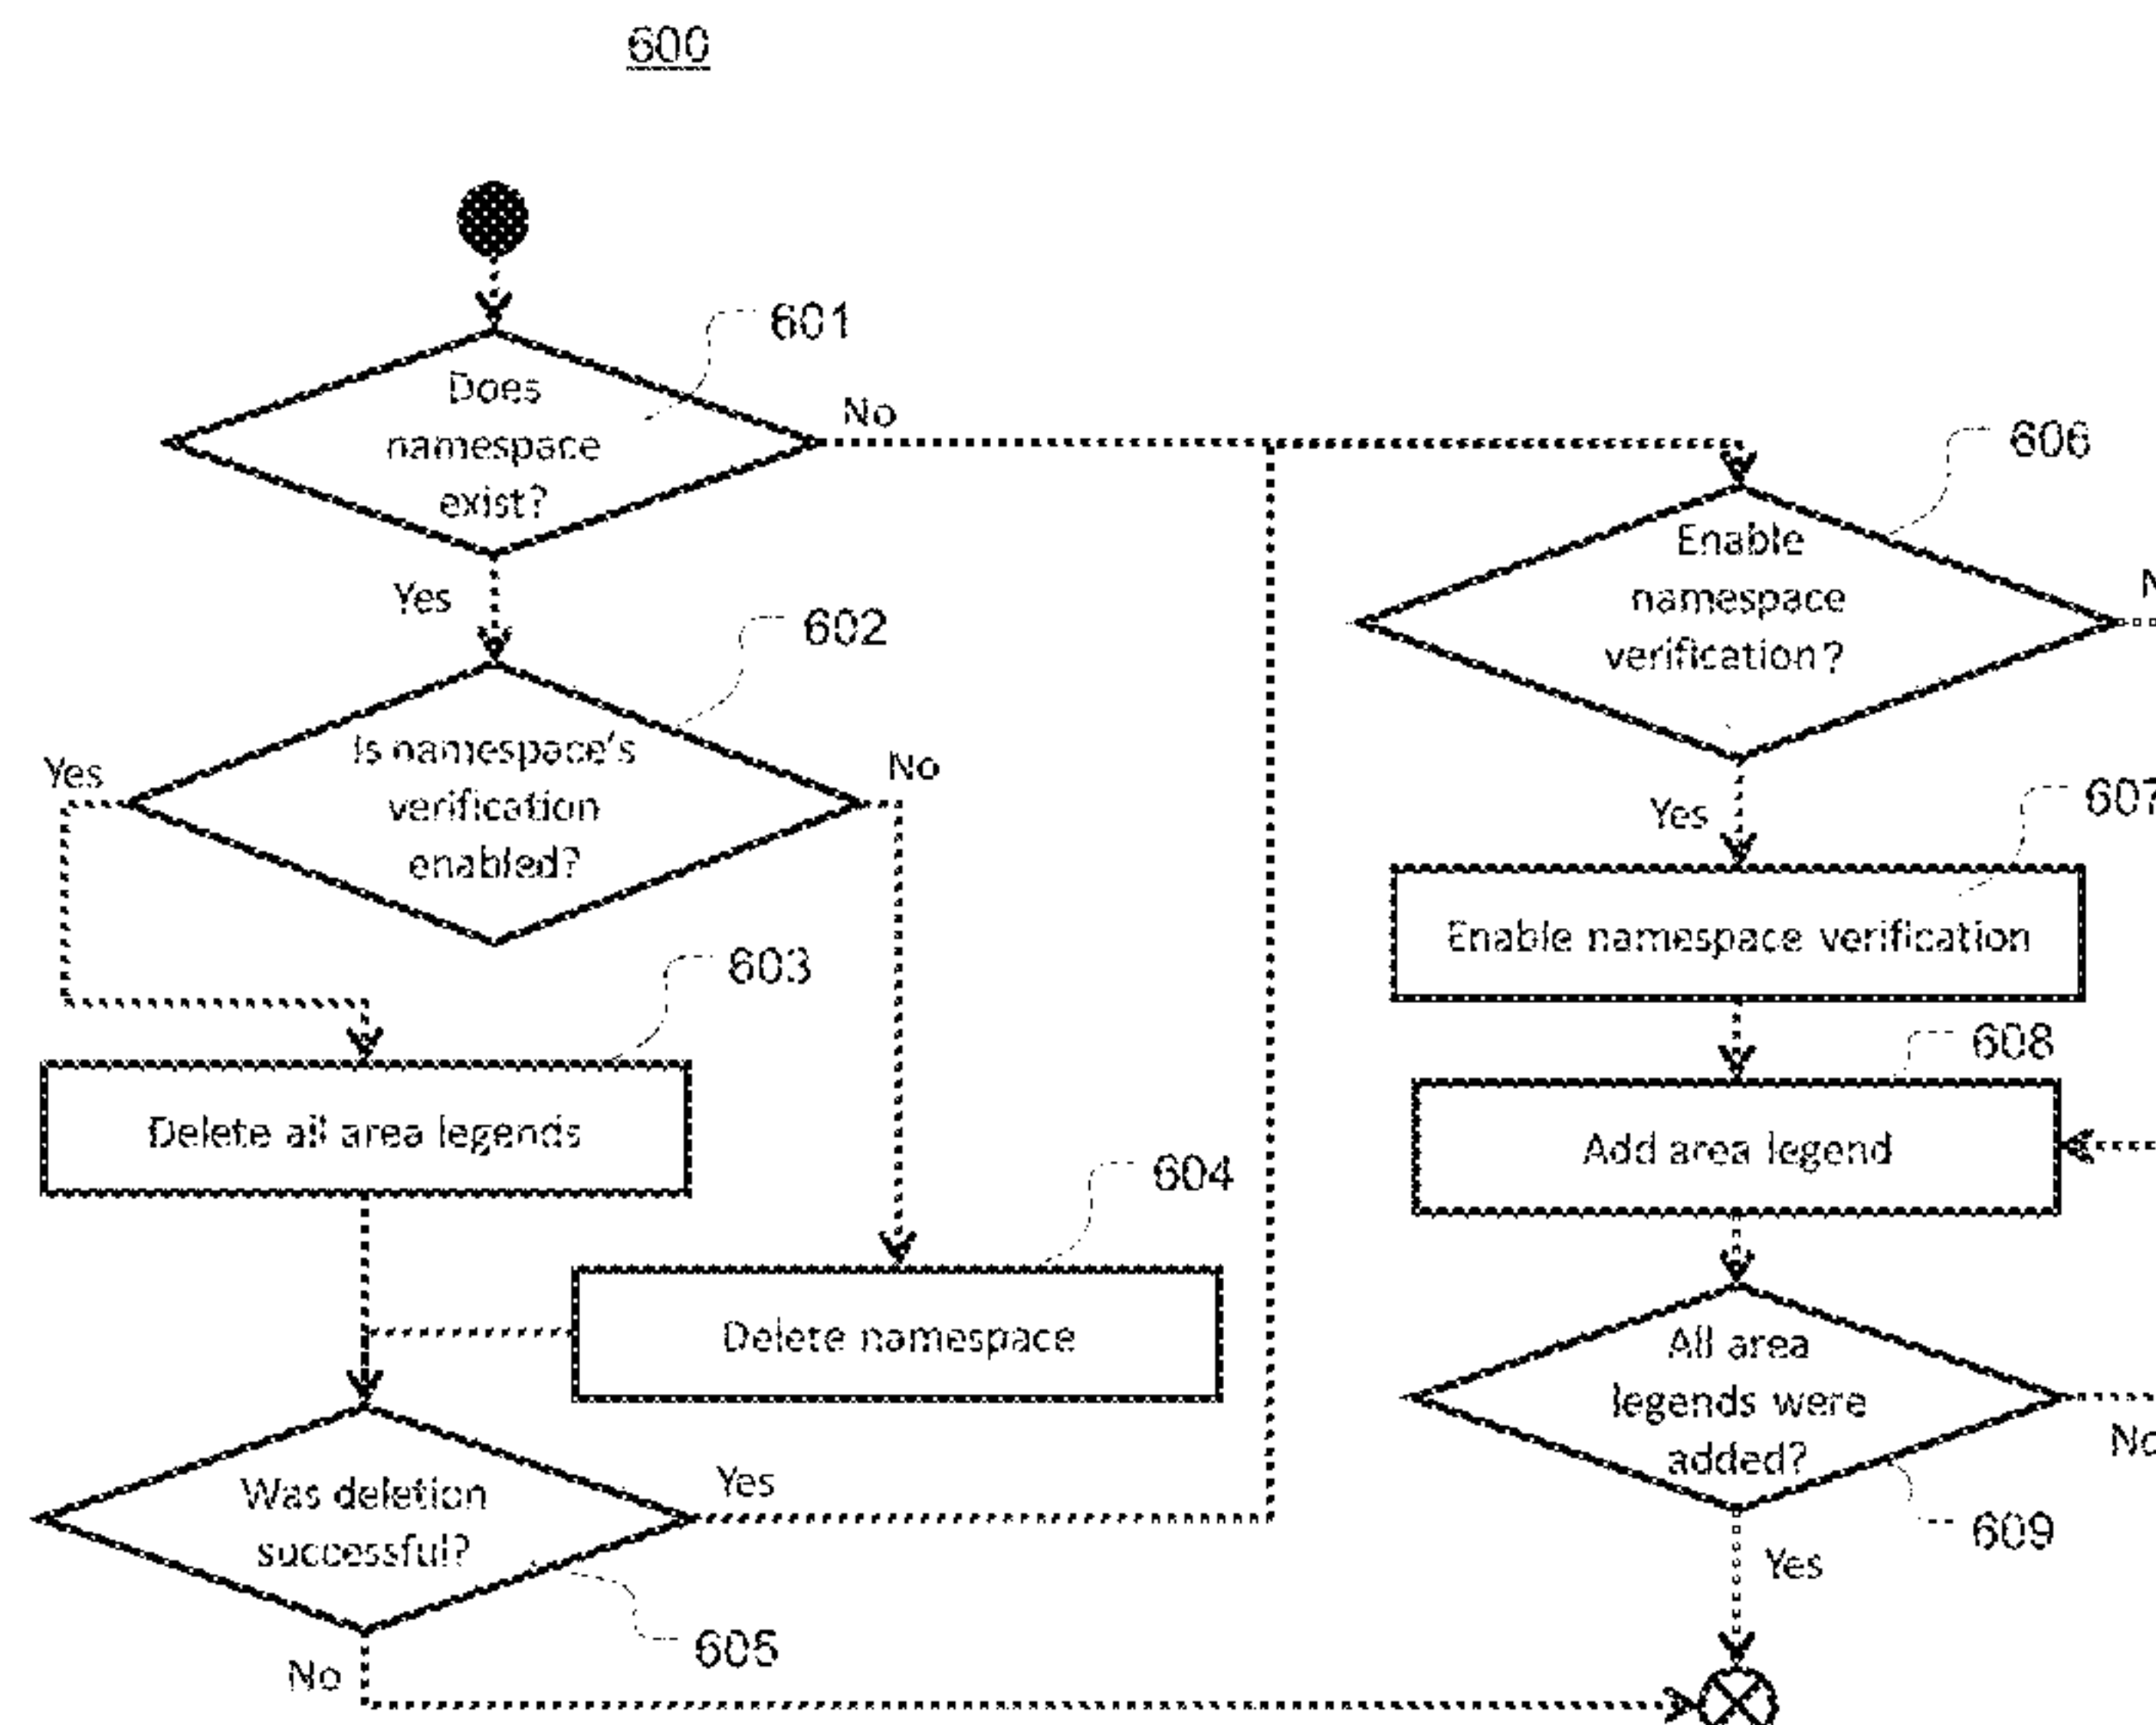 600
601
Does
namespace
exist?
No
Yes
602
Is namespace's
verification
enabled?
Yes
No
603
Delete all area legends
604
Delete namespace
Was deletion
successful?
Yes
No
605
606
Enable
namespace
verification?
Yes
607
Enable namespace verification
608
Add area legend
All area
legends were
added?
No
609
Yes